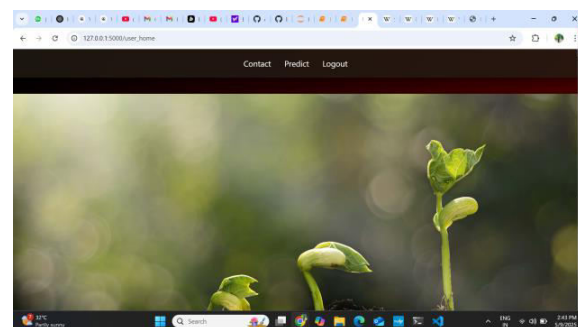 127.0.0.1:5000/user_home
Contact Predict Logout
32°C
Partly sunny
Search
ENG
IN
2:43 PM